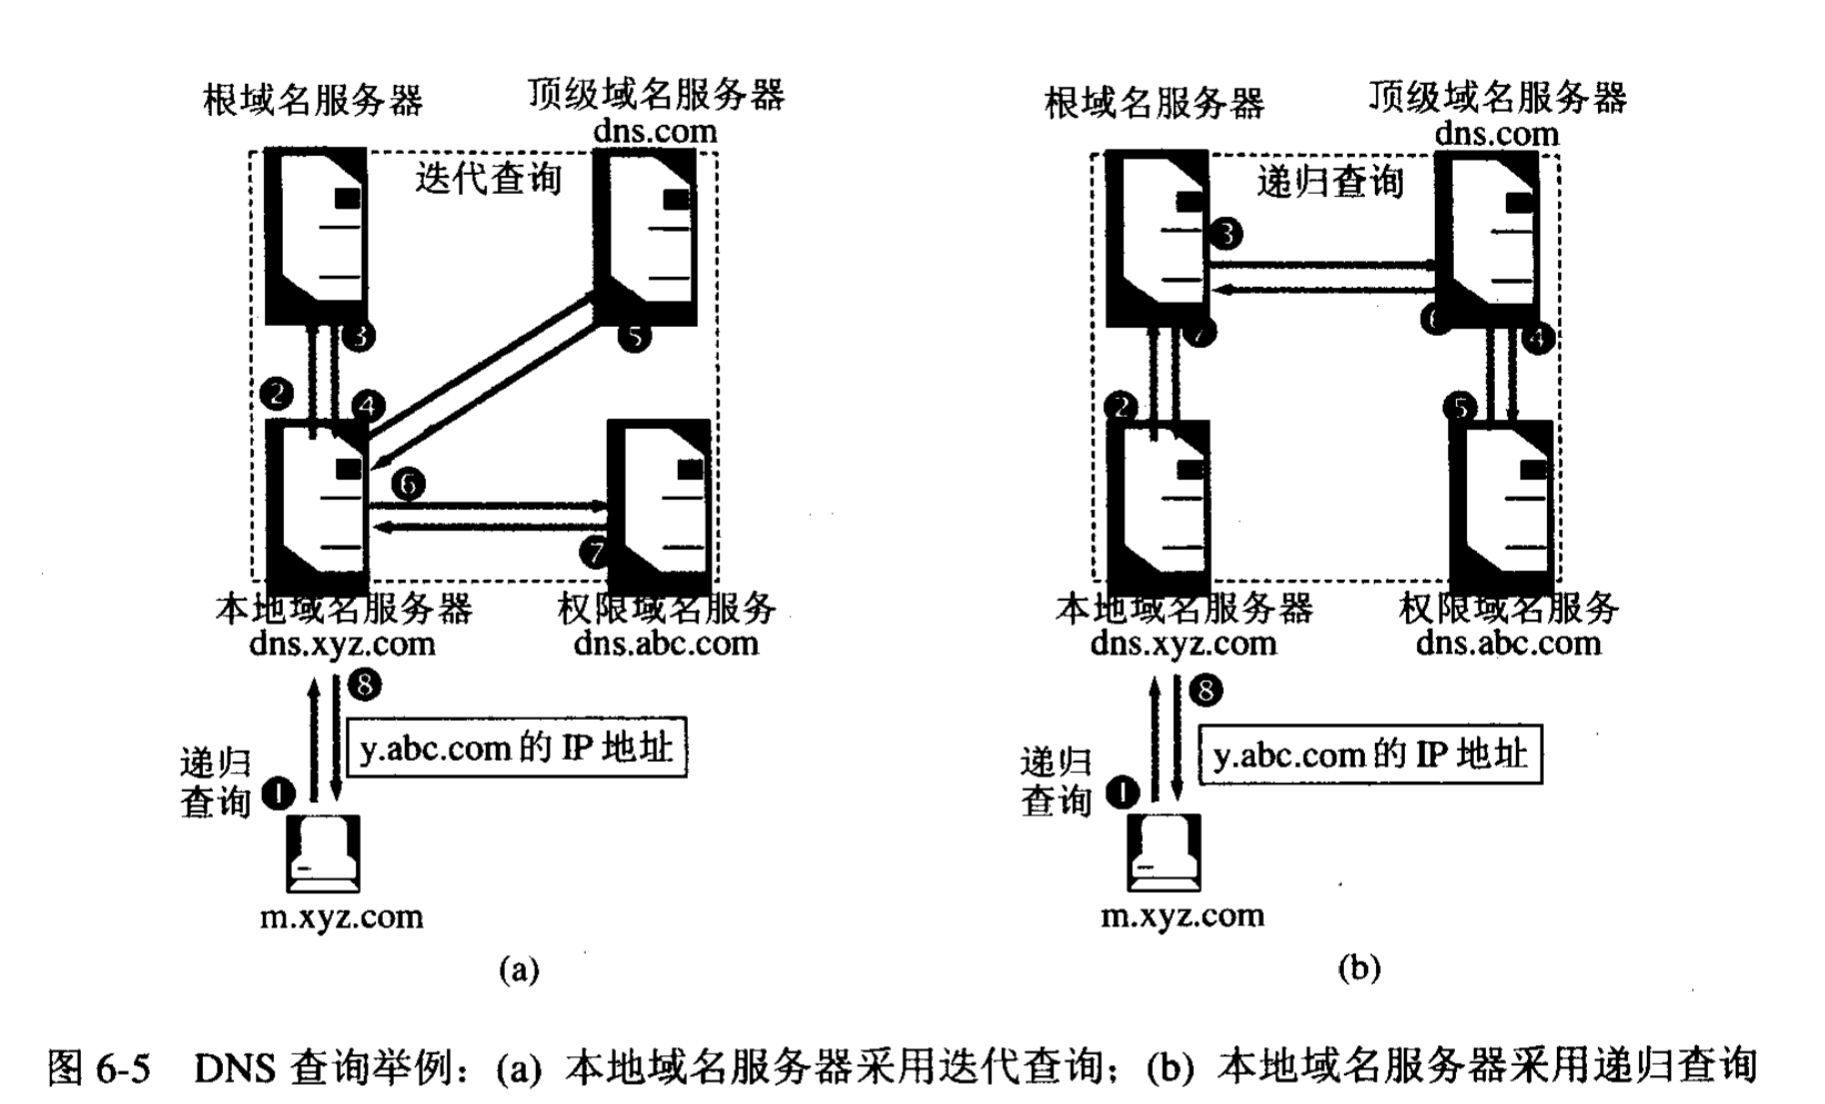 根域名服务器
顶级域名服务器
dns.com
迭代查询
❸
❺
❷
❹
❻
❼
本地域名服务器
dns.xyz.com
权限域名服务
dns.abc.com
❽
y.abc.com 的 IP 地址
递归
查询
❶
m.xyz.com
(a)
根域名服务器
顶级域名服务器
dns.com
递归查询
❸
❻
❼
❹
❷
❺
本地域名服务器
dns.xyz.com
权限域名服务
dns.abc.com
❽
y.abc.com 的 IP 地址
递归
查询
❶
m.xyz.com
(b)
图 6-5 DNS 查询举例：(a) 本地域名服务器采用迭代查询；(b) 本地域名服务器采用递归查询